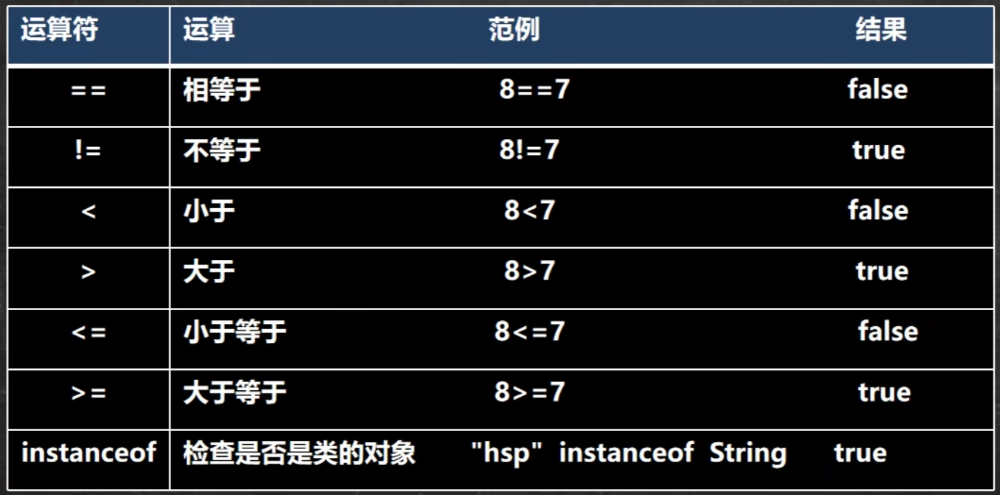 运算符 运算 范例 结果
== 相等于 8==7 false
!= 不等于 8!=7 true
< 小于 8<7 false
> 大于 8>7 true
<= 小于等于 8<=7 false
>= 大于等于 8>=7 true
instanceof 检查是否是类的对象 "hsp" instanceof String true